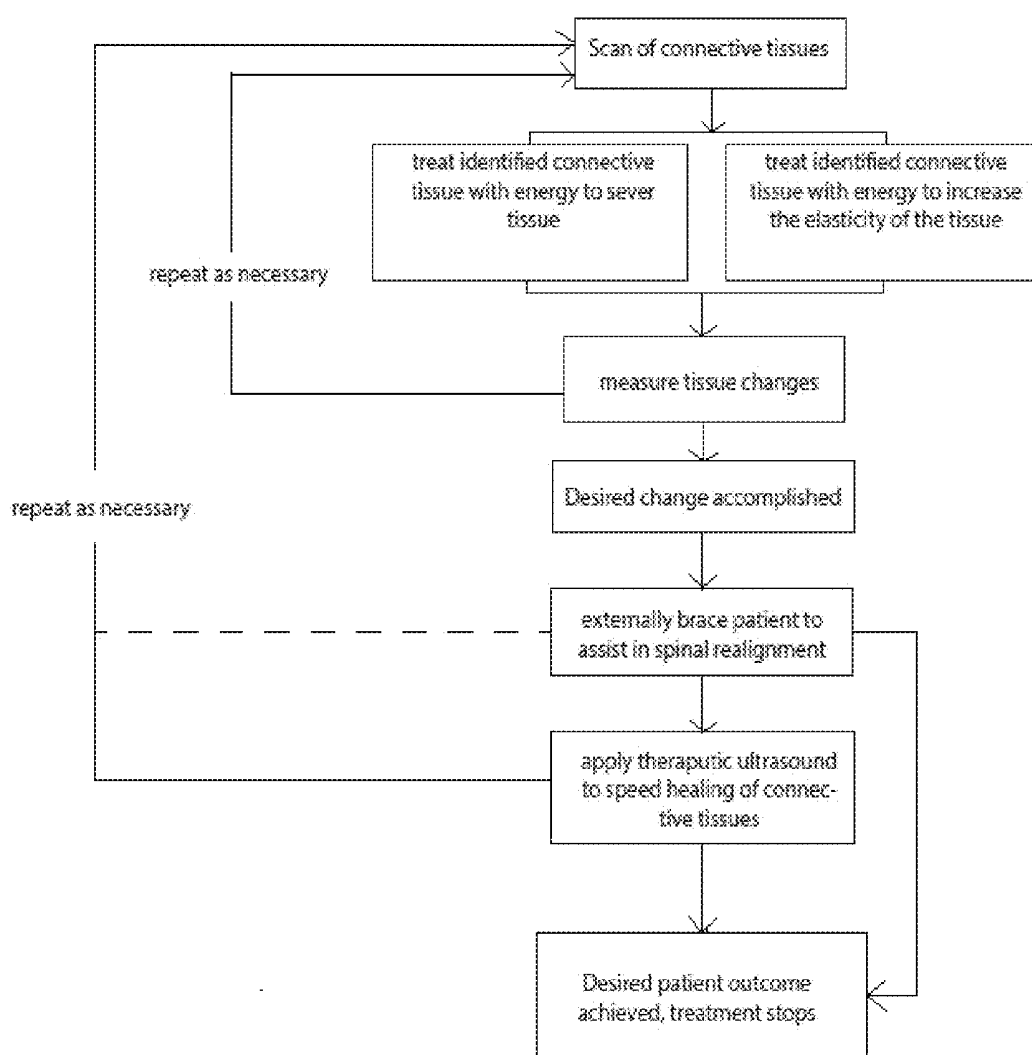 Scan of connective tissues
treat identified connective
tissue with energy to sever
tissue
treat identified connective
tissue with energy to increase
the elasticity of the tissue
repeat as necessary
measure tissue changes
Desired change accomplished
repeat as necessary
externally brace patient to
assist in spinal realignment
apply theraputic ultrasound
to speed healing of connec-
tive tissues
Desired patient outcome
achieved, treatment stops